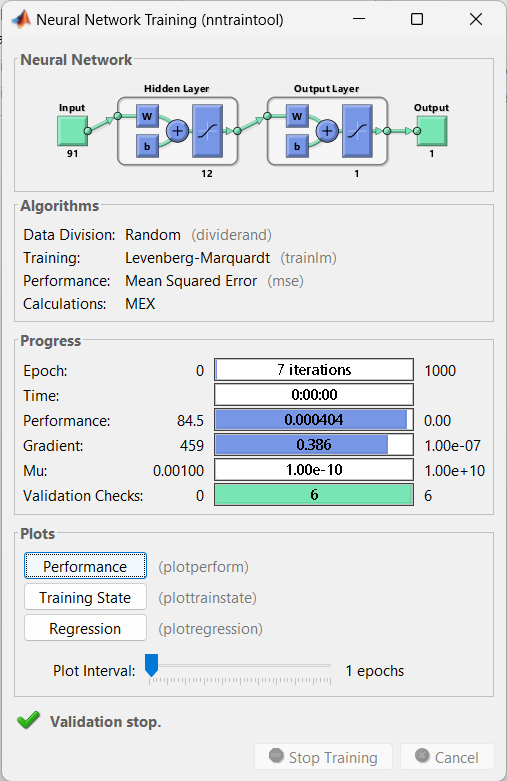 Neural Network Training (nntraintool)
Neural Network
Hidden Layer
Output Layer
Input
Output
W
b
+
W
b
+
91
12
1
1
Algorithms
Data Division: Random (dividerand)
Training: Levenberg-Marquardt (trainlm)
Performance: Mean Squared Error (mse)
Calculations: MEX
Progress
Epoch: 0 7 iterations 1000
Time: 0:00:00
Performance: 84.5 0.000404 0.00
Gradient: 459 0.386 1.00e-07
Mu: 0.00100 1.00e-10 1.00e+10
Validation Checks: 0 6 6
Plots
Performance (plotperform)
Training State (plottrainstate)
Regression (plotregression)
Plot Interval: 1 epochs
Validation stop.
Stop Training Cancel